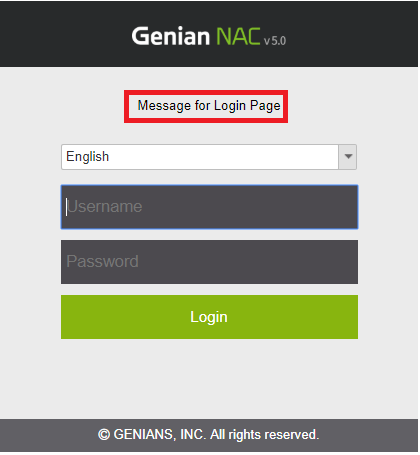 Genian NAC v5.0
Message for Login Page
English
Username
Password
Login
© GENIANS, INC. All rights reserved.